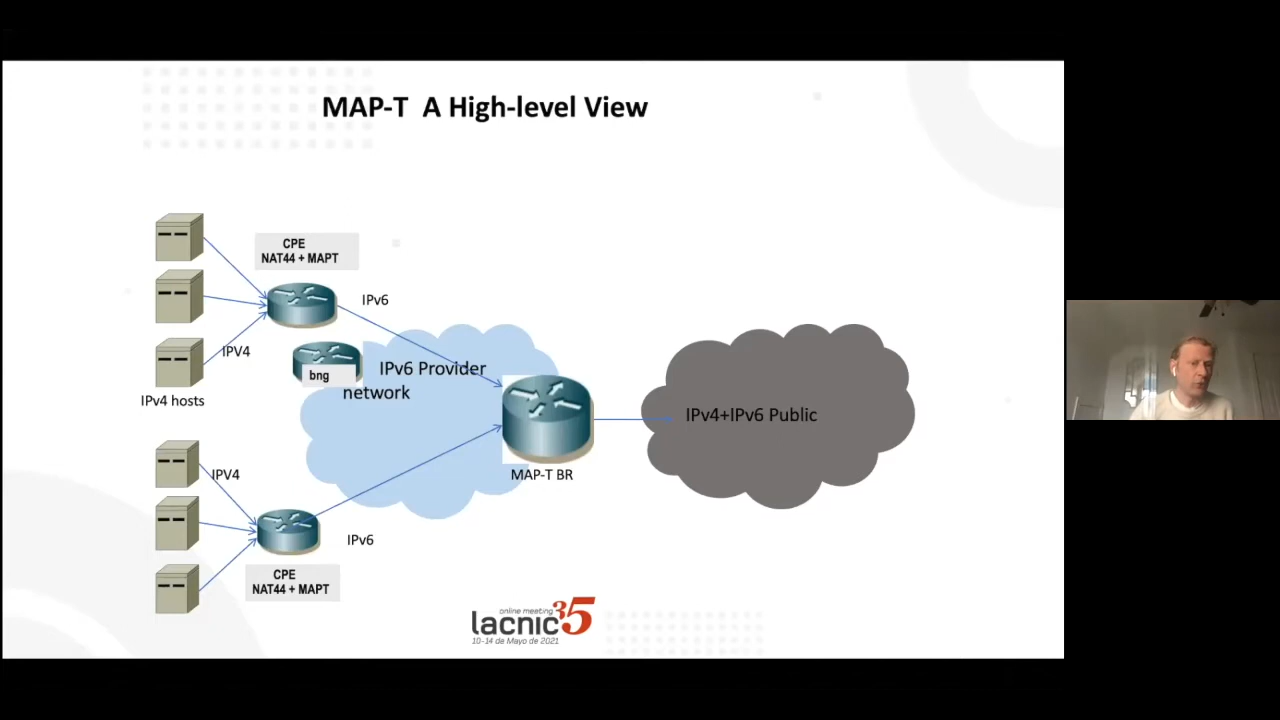 MAP-T A High-level View
CPE
NAT44 + MAPT
IPv6
IPV4
bng
IPv6 Provider
network
IPv4 hosts
IPv4+IPv6 Public
MAP-T BR
IPV4
IPv6
CPE
NAT44 + MAPT
online meeting
lacnic35
10-14 de Mayo de 2021